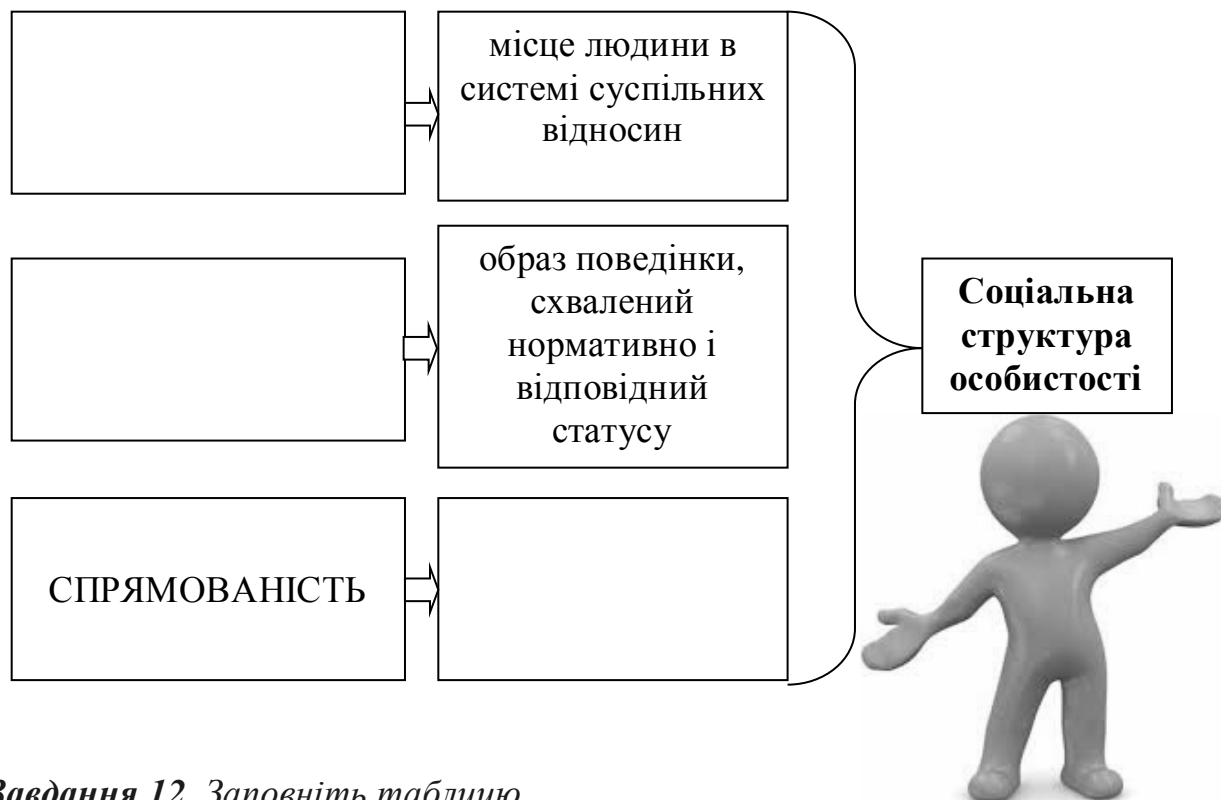 місце людини в
системі суспільних
відносин
образ поведінки,
схвалений
нормативно і
відповідний
статусу
Соціальна
структура
особистості
СПРЯМОВАНІСТЬ
Завдання 12. Заповніть таблицю